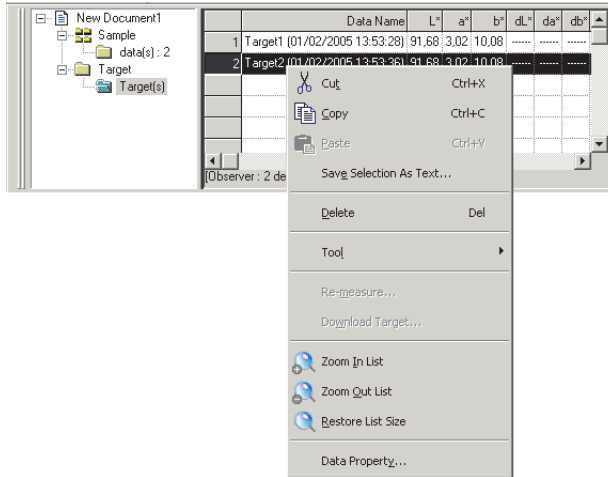 New Document1
Sample
data(s) : 2
Target
Target(s)
Data Name L* a* b* dL* da* db*
1 Target1 (01/02/2005 13:53:28) 91,68 3,02 10,08 ----- ----- -----
2 Target2 (01/02/2005 13:53:36) 91,68 3,02 10,08 ----- ----- -----
[Observer : 2 de
Cut Ctrl+X
Copy Ctrl+C
Paste Ctrl+V
Save Selection As Text...
Delete Del
Tool
Re-measure...
Download Target...
Zoom In List
Zoom Out List
Restore List Size
Data Property...